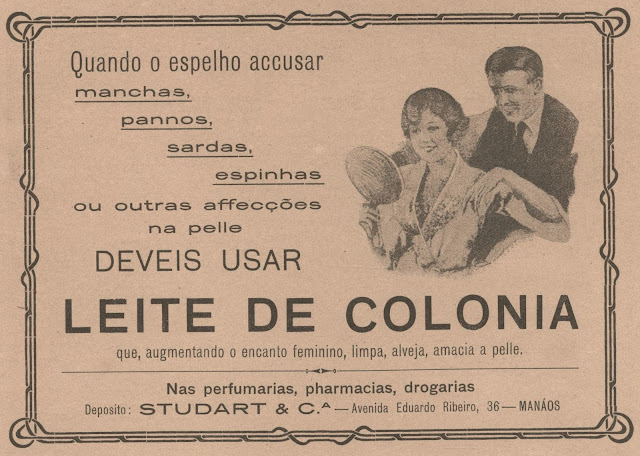 Quando o espelho accusar
manchas,
pannos,
sardas,
espinhas
ou outras affecções
na pelle
DEVEIS USAR
LEITE DE COLONIA
que, augmentando o encanto feminino, limpa, alveja, amacia a pelle.
Nas perfumarias, pharmacias, drogarias
Deposito: STUDART & C.ᴬ — Avenida Eduardo Ribeiro, 36 — MANÁOS